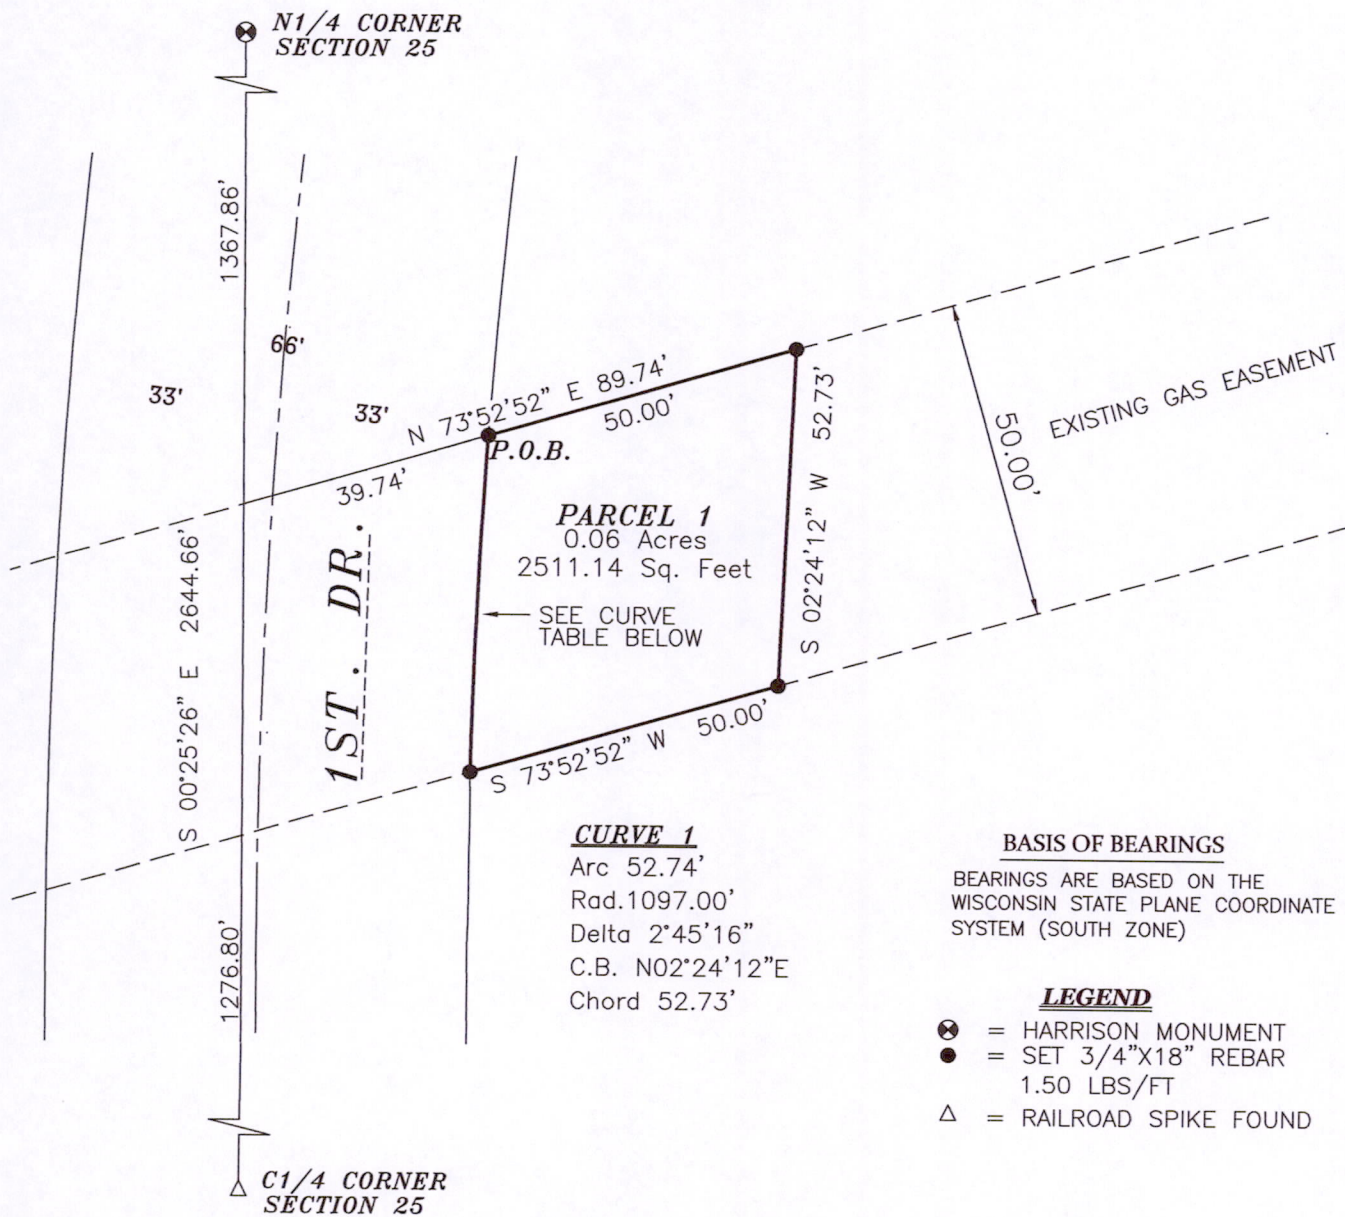 N1/4 CORNER
SECTION 25
1367.86'
66'
33'
33'
N 73°52'52" E 89.74'
50.00'
P.O.B.
39.74'
52.73'
S 02°24'12" W
50.00'
EXISTING GAS EASEMENT
PARCEL 1
0.06 Acres
2511.14 Sq. Feet
SEE CURVE
TABLE BELOW
S 00°25'26" E 2644.66'
1ST. DR.
S 73°52'52" W 50.00'
1276.80'
CURVE 1
Arc 52.74'
Rad.1097.00'
Delta 2°45'16"
C.B. N02°24'12"E
Chord 52.73'
BASIS OF BEARINGS
BEARINGS ARE BASED ON THE
WISCONSIN STATE PLANE COORDINATE
SYSTEM (SOUTH ZONE)
LEGEND
= HARRISON MONUMENT
= SET 3/4"X18" REBAR
1.50 LBS/FT
= RAILROAD SPIKE FOUND
C1/4 CORNER
SECTION 25